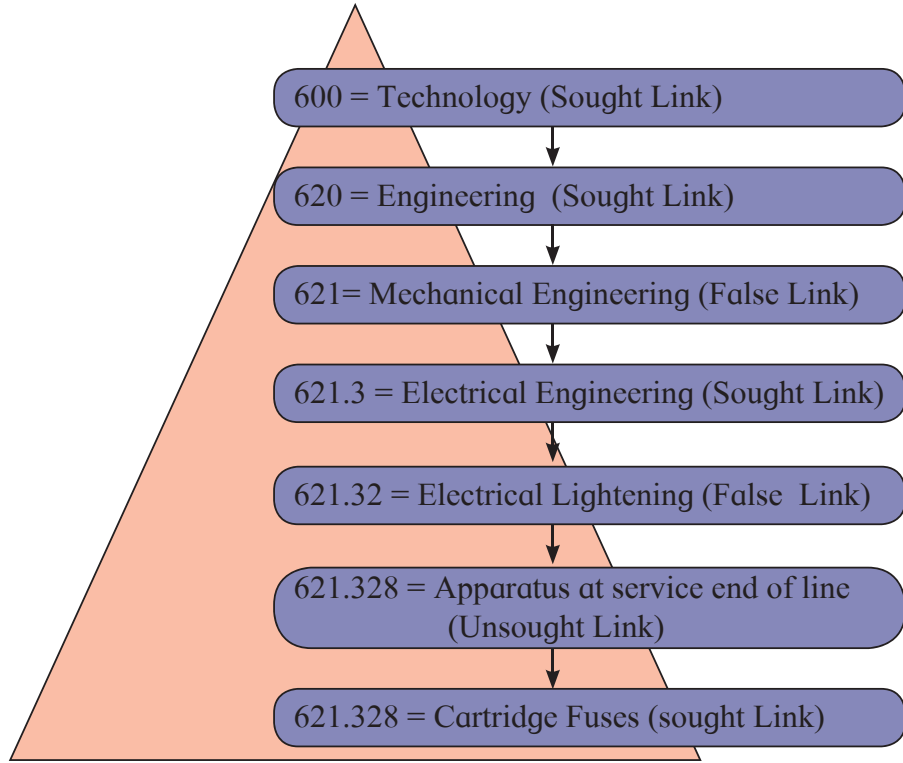 600 = Technology (Sought Link)
620 = Engineering (Sought Link)
621= Mechanical Engineering (False Link)
621.3 = Electrical Engineering (Sought Link)
621.32 = Electrical Lightening (False Link)
621.328 = Apparatus at service end of line
(Unsought Link)
621.328 = Cartridge Fuses (sought Link)